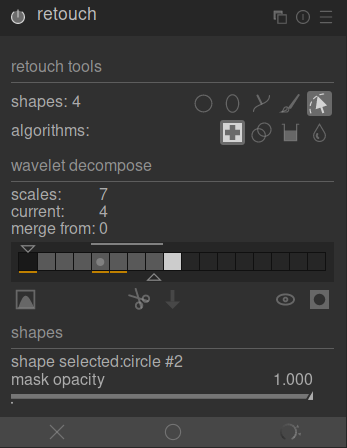 retouch
retouch tools
shapes: 4
algorithms:
wavelet decompose
scales: 7
current: 4
merge from: 0
shapes
shape selected:circle #2
mask opacity 1.000